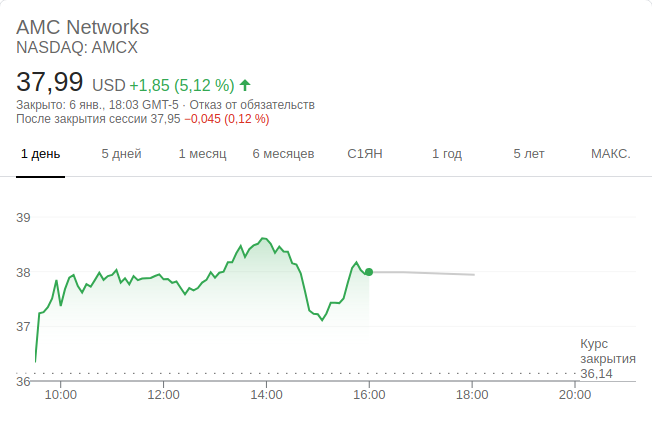 AMC Networks
NASDAQ: AMCX
37,99 USD +1,85 (5,12 %)
Закрыто: 6 янв., 18:03 GMT-5 · Отказ от обязательств
После закрытия сессии 37,95 −0,045 (0,12 %)
1 день 5 дней 1 месяц 6 месяцев С1ЯН 1 год 5 лет МАКС.
39
38
37
Курс
закрытия
36,14
36
10:00 12:00 14:00 16:00 18:00 20:00